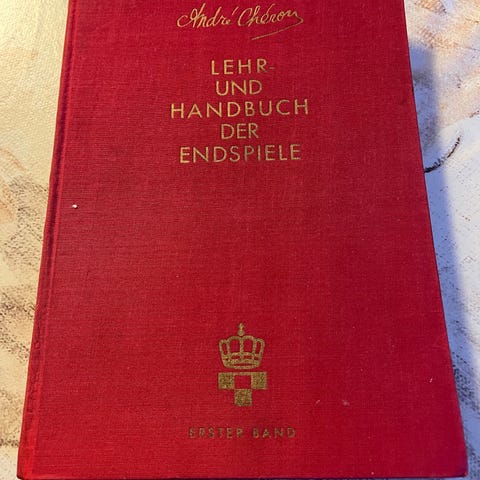 André Chéron
LEHR-
UND
HANDBUCH
DER
ENDSPIELE
ERSTER BAND